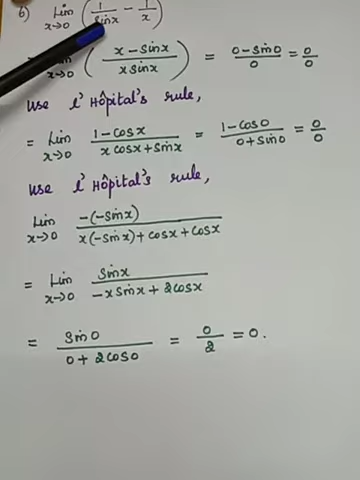 6) Lim x→0 (1/sinx − 1/x)
x→0 (x − sinx / x sinx) = 0 − sin0 / 0 = 0/0
Use l' Hôpital's rule,
= Lim x→0 1 − cosx / x cosx + sinx = 1 − cos0 / 0 + sin0 = 0/0
Use l' Hôpital's rule,
Lim x→0 −(−sinx) / x(−sinx) + cosx + cosx
= Lim x→0 sinx / −x sinx + 2cosx
= sin0 / 0 + 2cos0 = 0/2 = 0.